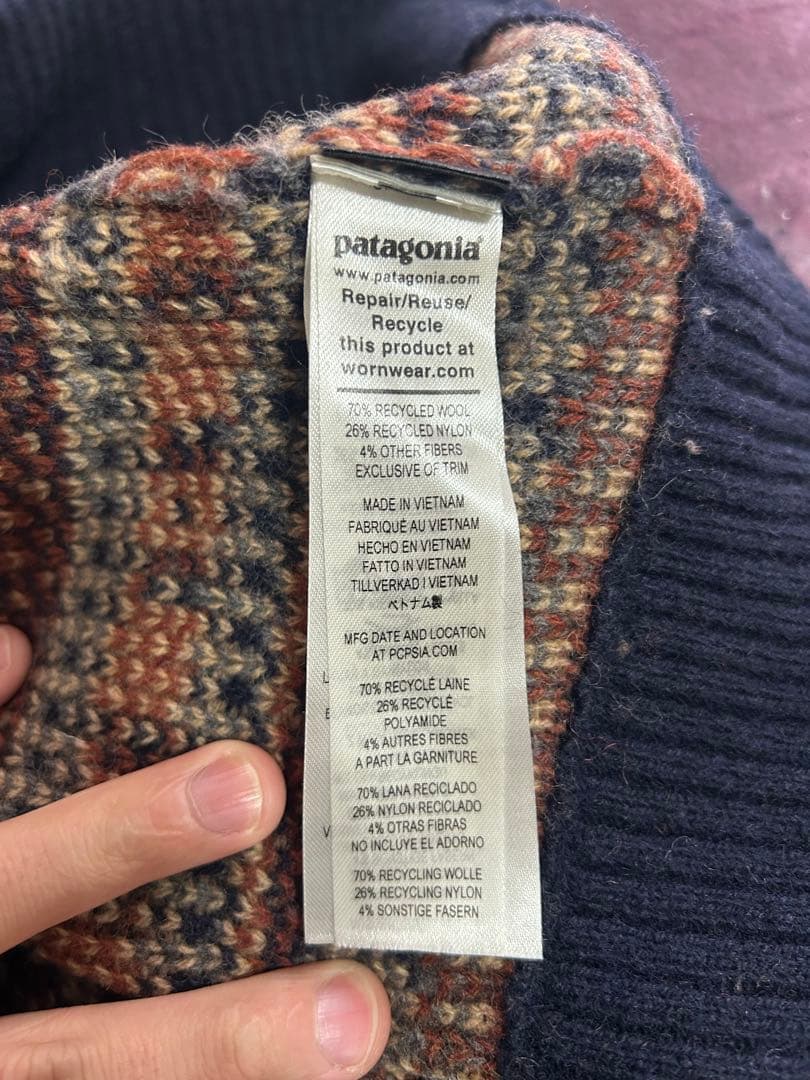 patagonia®
www.patagonia.com
Repair/Reuse/
Recycle
this product at
wornwear.com
70% RECYCLED WOOL
26% RECYCLED NYLON
4% OTHER FIBERS
EXCLUSIVE OF TRIM
MADE IN VIETNAM
FABRIQUÉ AU VIETNAM
HECHO EN VIETNAM
FATTO IN VIETNAM
TILLVERKAD I VIETNAM
ベトナム製
MFG DATE AND LOCATION
AT PCPSIA.COM
70% RECYCLÉ LAINE
26% RECYCLÉ
POLYAMIDE
4% AUTRES FIBRES
A PART LA GARNITURE
70% LANA RECICLADO
26% NYLON RECICLADO
4% OTRAS FIBRAS
NO INCLUYE EL ADORNO
70% RECYCLING WOLLE
26% RECYCLING NYLON
4% SONSTIGE FASERN